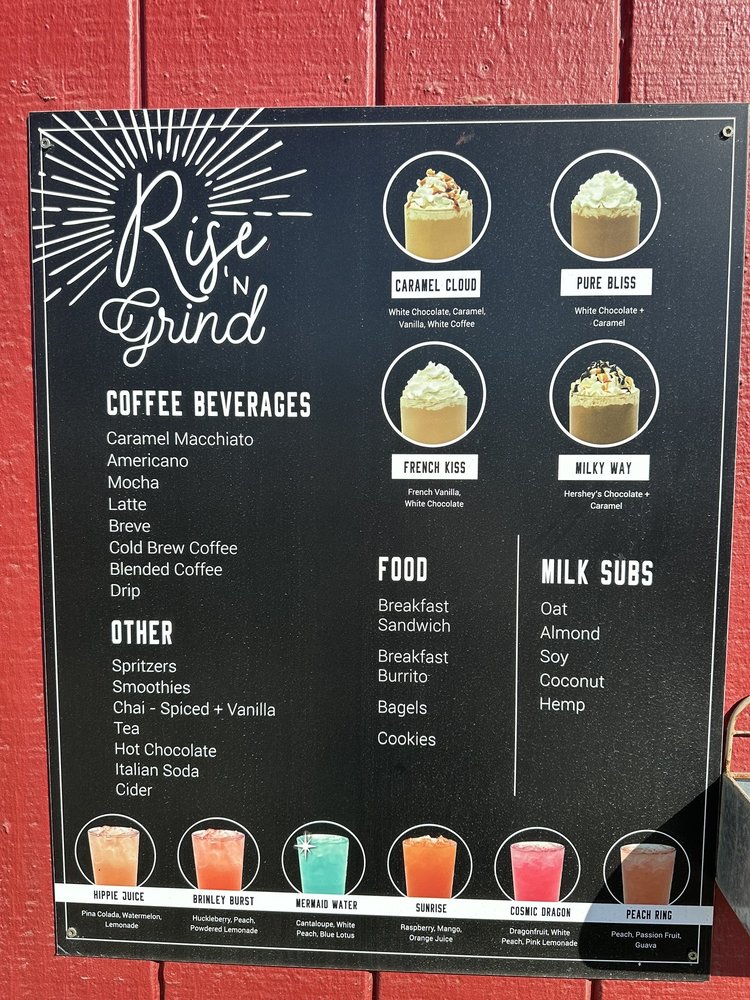 Rise
'N
Grind
COFFEE BEVERAGES
Caramel Macchiato
Americano
Mocha
Latte
Breve
Cold Brew Coffee
Blended Coffee
Drip
OTHER
Spritzers
Smoothies
Chai - Spiced + Vanilla
Tea
Hot Chocolate
Italian Soda
Cider
CARAMEL CLOUD
White Chocolate, Caramel,
Vanilla, White Coffee
PURE BLISS
White Chocolate +
Caramel
FRENCH KISS
French Vanilla,
White Chocolate
MILKY WAY
Hershey's Chocolate +
Caramel
FOOD
Breakfast
Sandwich
Breakfast
Burrito
Bagels
Cookies
MILK SUBS
Oat
Almond
Soy
Coconut
Hemp
HIPPIE JUICE
Pina Colada, Watermelon,
Lemonade
BRINLEY BURST
Huckleberry, Peach,
Powdered Lemonade
MERMAID WATER
Cantaloupe, White
Peach, Blue Lotus
SUNRISE
Raspberry, Mango,
Orange Juice
COSMIC DRAGON
Dragonfruit, White
Peach, Pink Lemonade
PEACH RING
Peach, Passion Fruit,
Guava